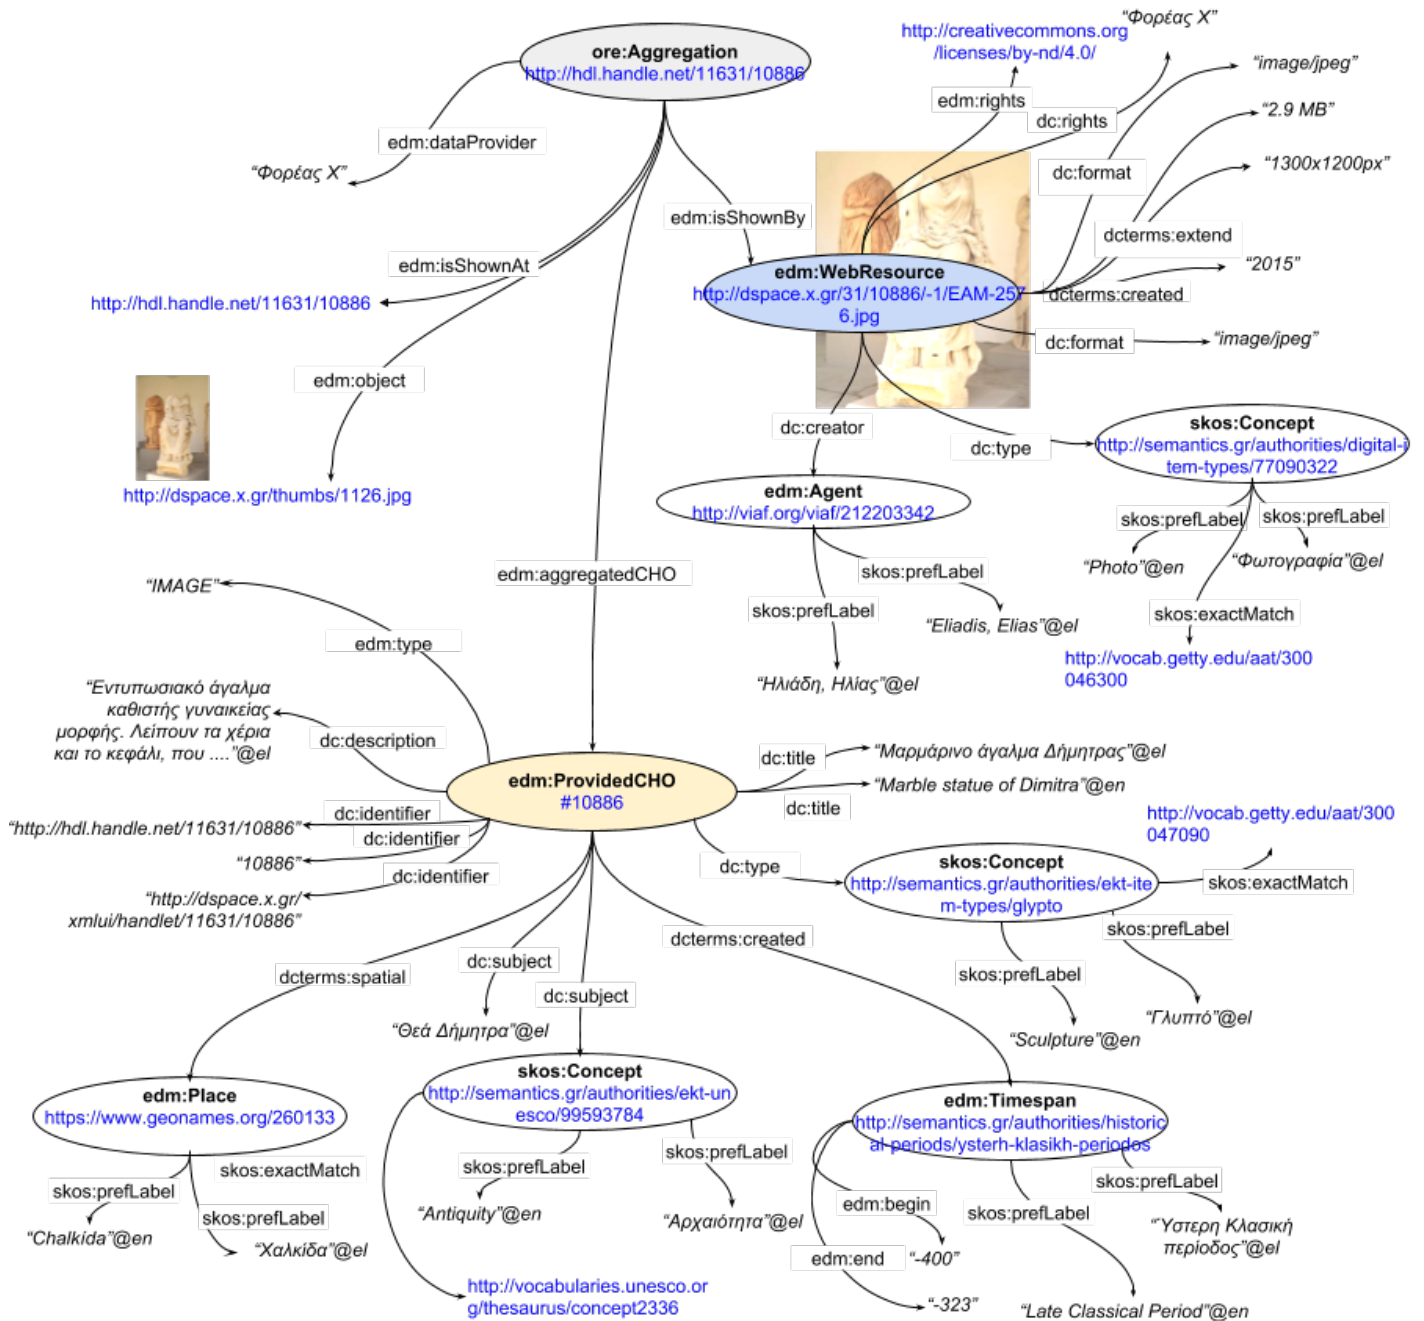 ore:Aggregation
http://hdl.handle.net/11631/10886
http://creativecommons.org
/licenses/by-nd/4.0/
“Φορέας X”
“image/jpeg”
edm:rights
dc:rights
“2.9 MB”
edm:dataProvider
“Φορέας X”
dc:format
“1300x1200px”
edm:isShownBy
dcterms:extend
edm:isShownAt
edm:WebResource
http://dspace.x.gr/31/10886/-1/EAM-257
6.jpg
“2015”
dcterms:created
http://hdl.handle.net/11631/10886
dc:format
“image/jpeg”
edm:object
dc:creator
dc:type
skos:Concept
http://semantics.gr/authorities/digital-i
tem-types/77090322
http://dspace.x.gr/thumbs/1126.jpg
edm:Agent
http://viaf.org/viaf/212203342
skos:prefLabel
skos:prefLabel
“Photo”@en
“Φωτογραφία”@el
edm:aggregatedCHO
skos:prefLabel
“IMAGE”
skos:prefLabel
skos:exactMatch
“Eliadis, Elias”@el
edm:type
http://vocab.getty.edu/aat/300
046300
“Ηλιάδη, Ηλίας”@el
“Εντυπωσιακό άγαλμα
καθιστής γυναικείας
μορφής. Λείπουν τα χέρια
και το κεφάλι, που ....”@el
dc:description
dc:title
“Μαρμάρινο άγαλμα Δήμητρας”@el
edm:ProvidedCHO
#10886
“Marble statue of Dimitra”@en
dc:title
http://vocab.getty.edu/aat/300
047090
dc:identifier
“http://hdl.handle.net/11631/10886”
dc:identifier
“10886”
dc:identifier
“http://dspace.x.gr/
xmlui/handlet/11631/10886”
dc:type
skos:Concept
http://semantics.gr/authorities/ekt-ite
m-types/glypto
skos:exactMatch
skos:prefLabel
dcterms:created
dc:subject
dcterms:spatial
skos:prefLabel
dc:subject
“Θεά Δήμητρα”@el
“Γλυπτό”@el
“Sculpture”@en
edm:Place
https://www.geonames.org/260133
skos:Concept
http://semantics.gr/authorities/ekt-un
esco/99593784
edm:Timespan
http://semantics.gr/authorities/historic
al-periods/ysterh-klasikh-periodos
skos:exactMatch
skos:prefLabel
skos:prefLabel
skos:prefLabel
skos:prefLabel
skos:prefLabel
edm:begin
skos:prefLabel
skos:prefLabel
“Chalkída”@en
“Χαλκίδα”@el
“Antiquity”@en
“Αρχαιότητα”@el
“Ύστερη Κλασική
περίοδος”@el
edm:end
“-400”
http://vocabularies.unesco.or
g/thesaurus/concept2336
“-323”
“Late Classical Period”@en